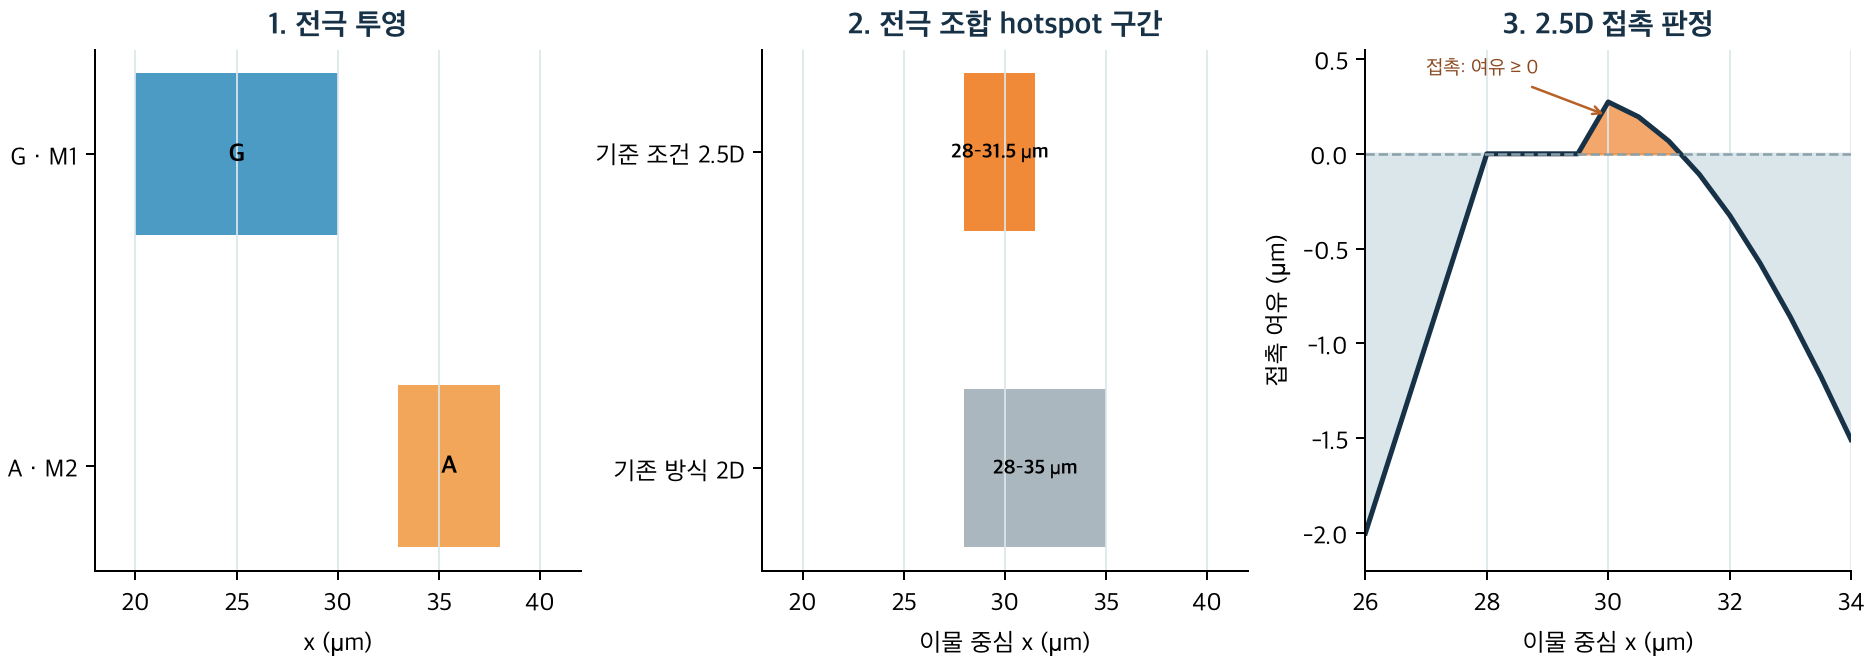 1. 전극 투영
G · M1
A · M2
G
A
20 25 30 35 40
x (μm)
2. 전극 조합 hotspot 구간
기준 조건 2.5D
기존 방식 2D
28-31.5 μm
28-35 μm
20 25 30 35 40
이물 중심 x (μm)
3. 2.5D 접촉 판정
접촉: 여유 ≥ 0
접촉 여유 (μm)
0.5
0.0
-0.5
-1.0
-1.5
-2.0
26 28 30 32 34
이물 중심 x (μm)